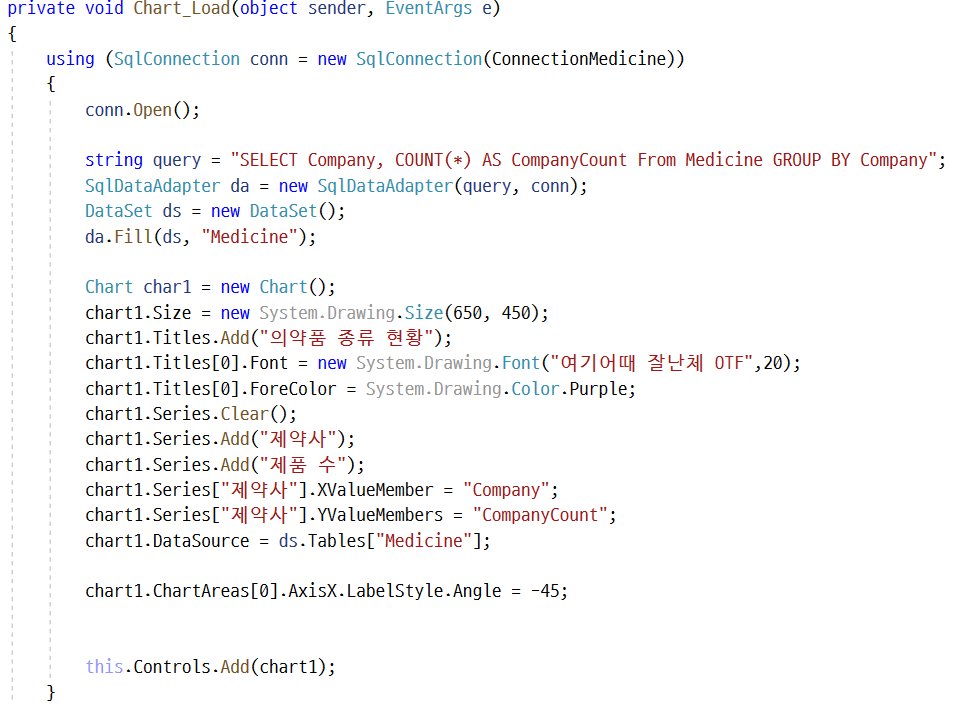 private void Chart_Load(object sender, EventArgs e)
{
using (SqlConnection conn = new SqlConnection(ConnectionMedicine))
{
conn.Open();
string query = "SELECT Company, COUNT(*) AS CompanyCount From Medicine GROUP BY Company";
SqlDataAdapter da = new SqlDataAdapter(query, conn);
DataSet ds = new DataSet();
da.Fill(ds, "Medicine");
Chart char1 = new Chart();
chart1.Size = new System.Drawing.Size(650, 450);
chart1.Titles.Add("의약품 종류 현황");
chart1.Titles[0].Font = new System.Drawing.Font("여기어때 잘난체 OTF",20);
chart1.Titles[0].ForeColor = System.Drawing.Color.Purple;
chart1.Series.Clear();
chart1.Series.Add("제약사");
chart1.Series.Add("제품 수");
chart1.Series["제약사"].XValueMember = "Company";
chart1.Series["제약사"].YValueMembers = "CompanyCount";
chart1.DataSource = ds.Tables["Medicine"];
chart1.ChartAreas[0].AxisX.LabelStyle.Angle = -45;
this.Controls.Add(chart1);
}